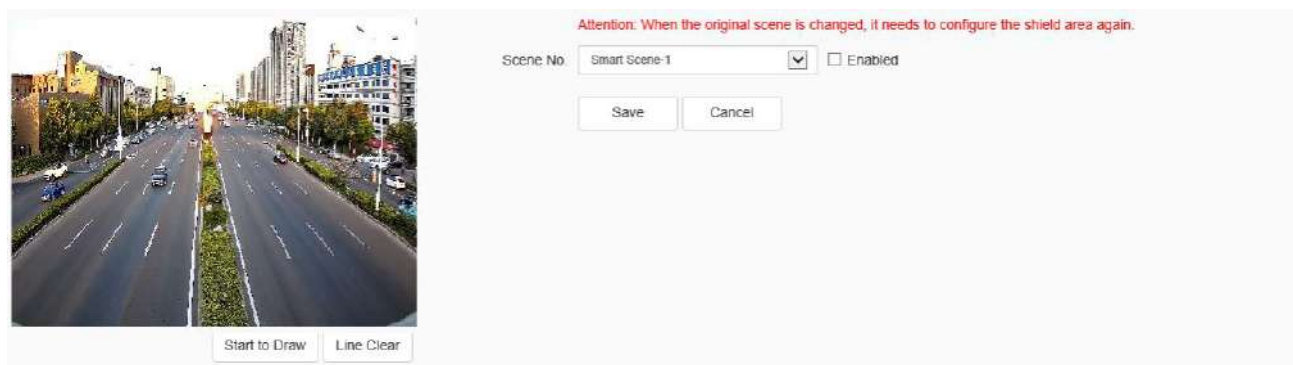 Attention: When the original scene is changed, it needs to configure the shield area again.
Scene No. Smart Scene-1 Enabled
Save Cancel
Start to Draw Line Clear